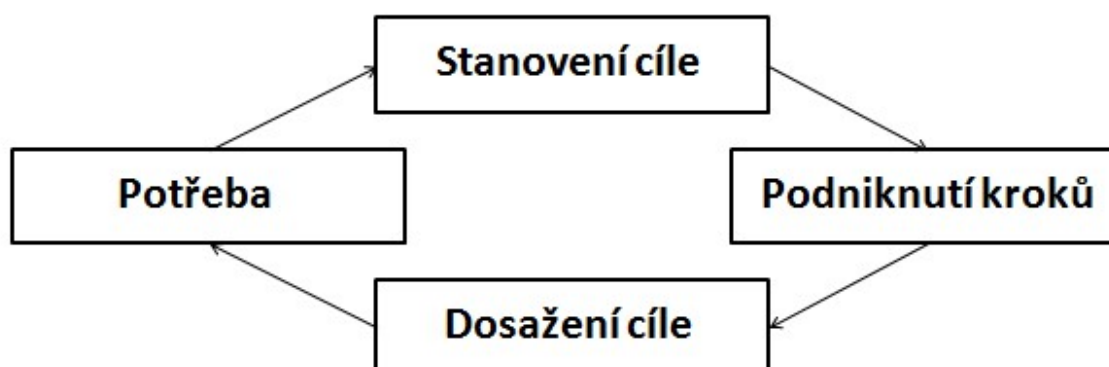 Stanovení cíle
Potřeba
Podniknutí kroků
Dosažení cíle